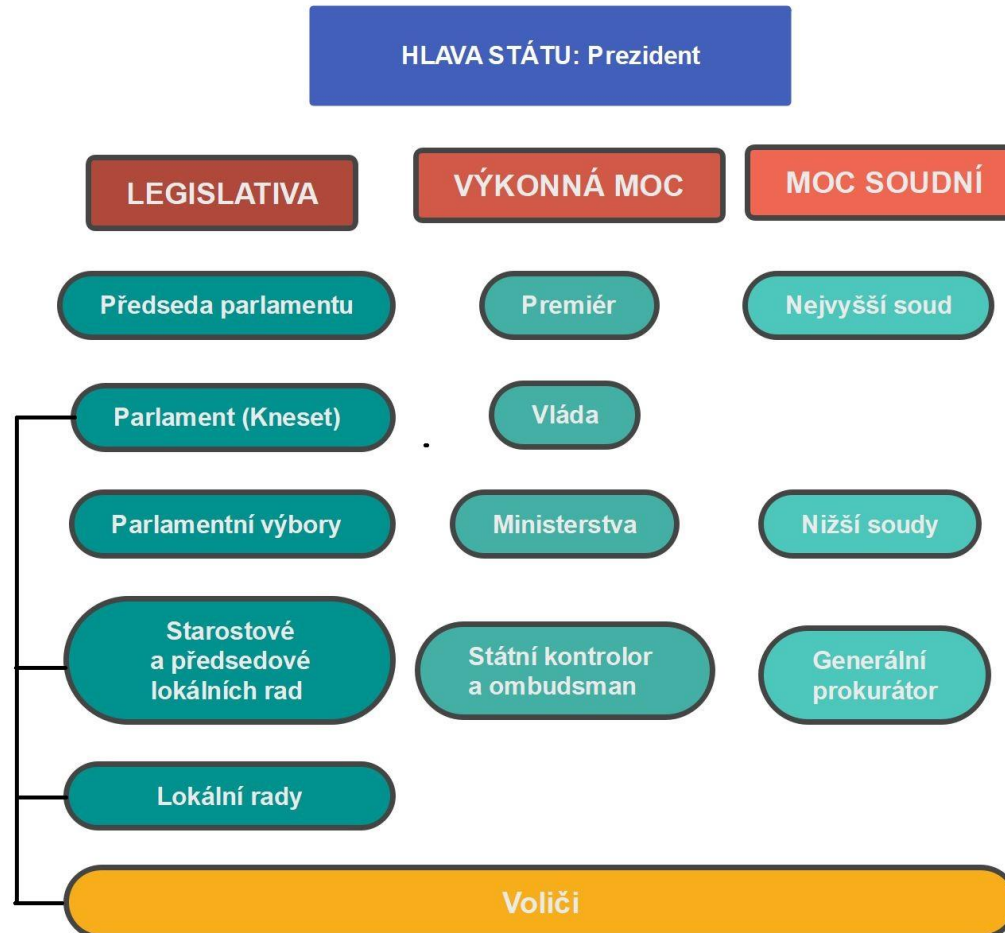 HLAVA STÁTU: Prezident
LEGISLATIVA
VÝKONNÁ MOC
MOC SOUDNÍ
Předseda parlamentu
Premiér
Nejvyšší soud
Parlament (Kneset)
Vláda
Parlamentní výbory
Ministerstva
Nižší soudy
Starostové
a předsedové
lokálních rad
Státní kontrolor
a ombudsman
Generální
prokurátor
Lokální rady
Voliči